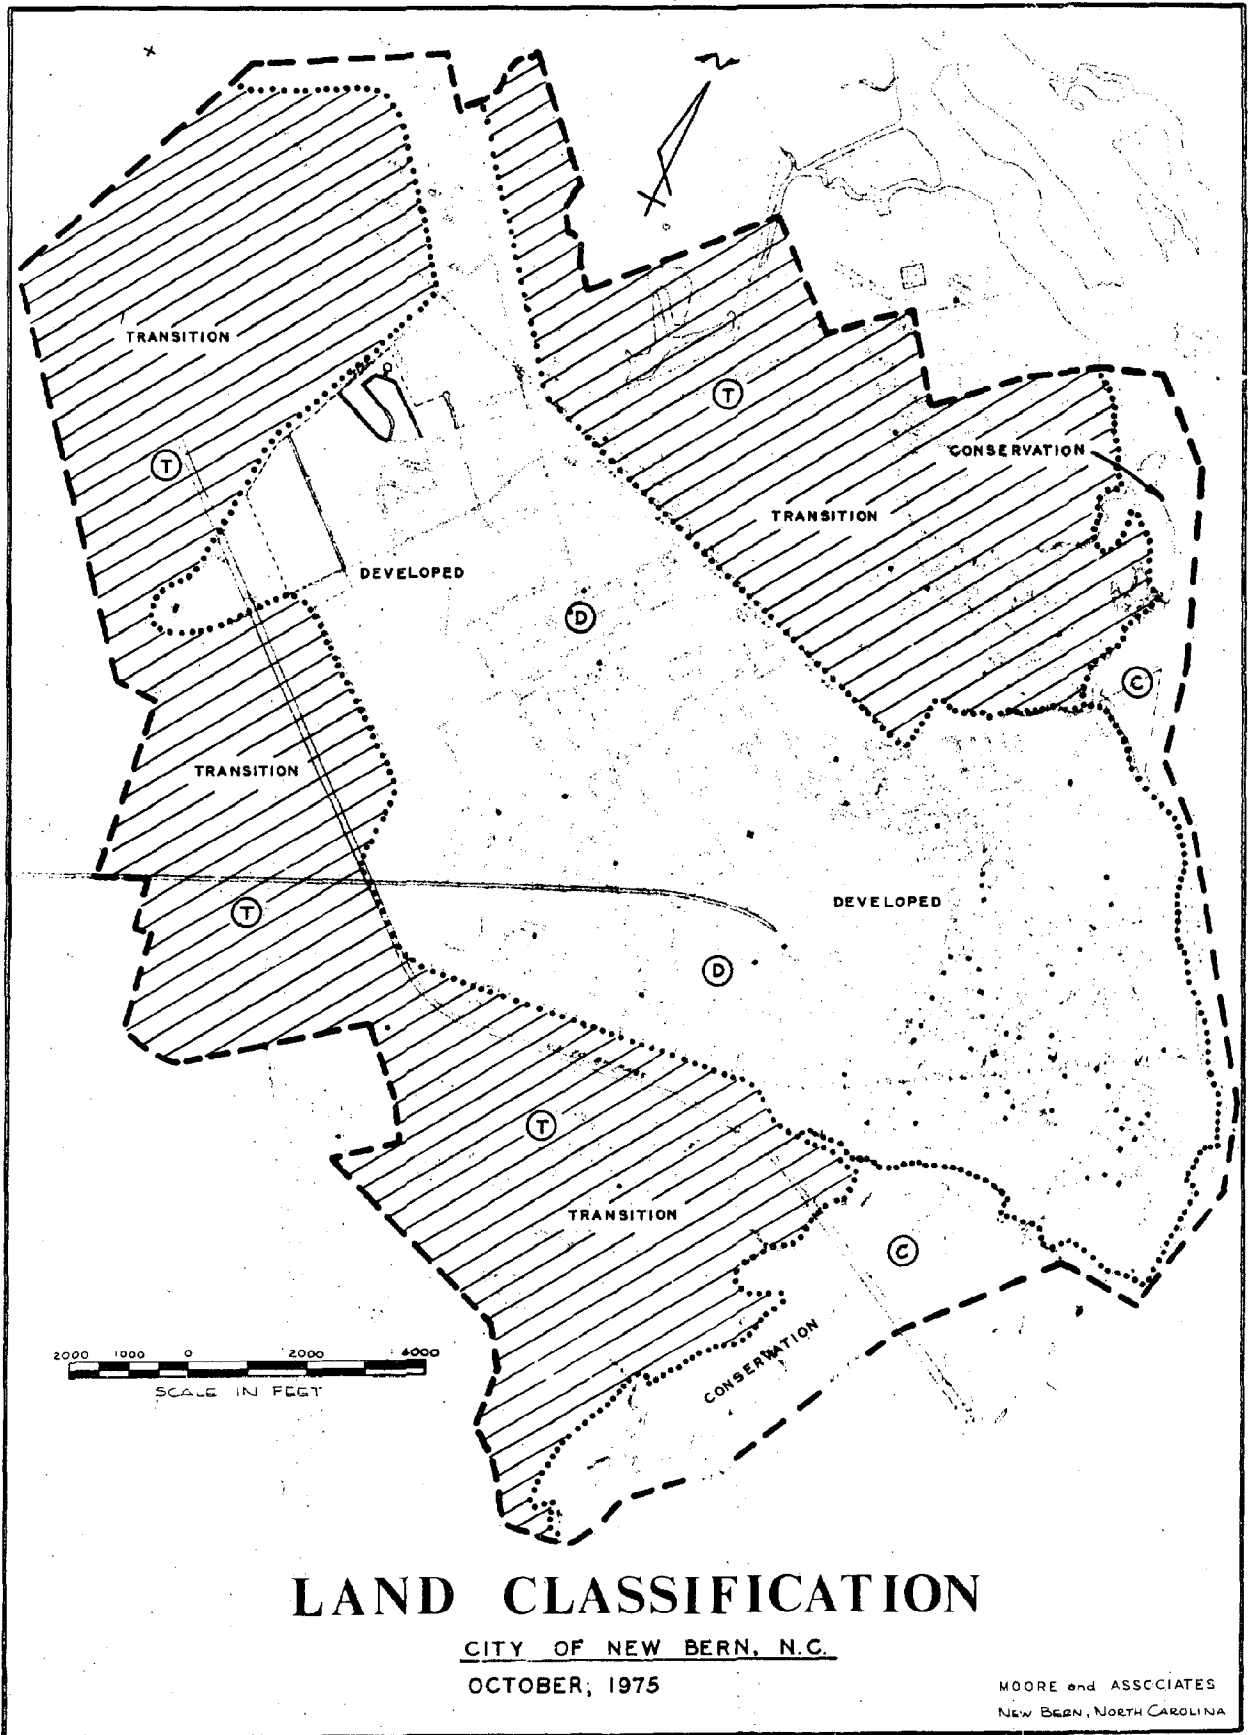 N
TRANSITION
T
T
CONSERVATION
TRANSITION
DEVELOPED
D
C
TRANSITION
T
DEVELOPED
D
T
TRANSITION
C
CONSERVATION
2000 1000 0 2000 4000
SCALE IN FEET
LAND CLASSIFICATION
CITY OF NEW BERN, N.C.
OCTOBER, 1975
MOORE and ASSOCIATES
NEW BERN, NORTH CAROLINA